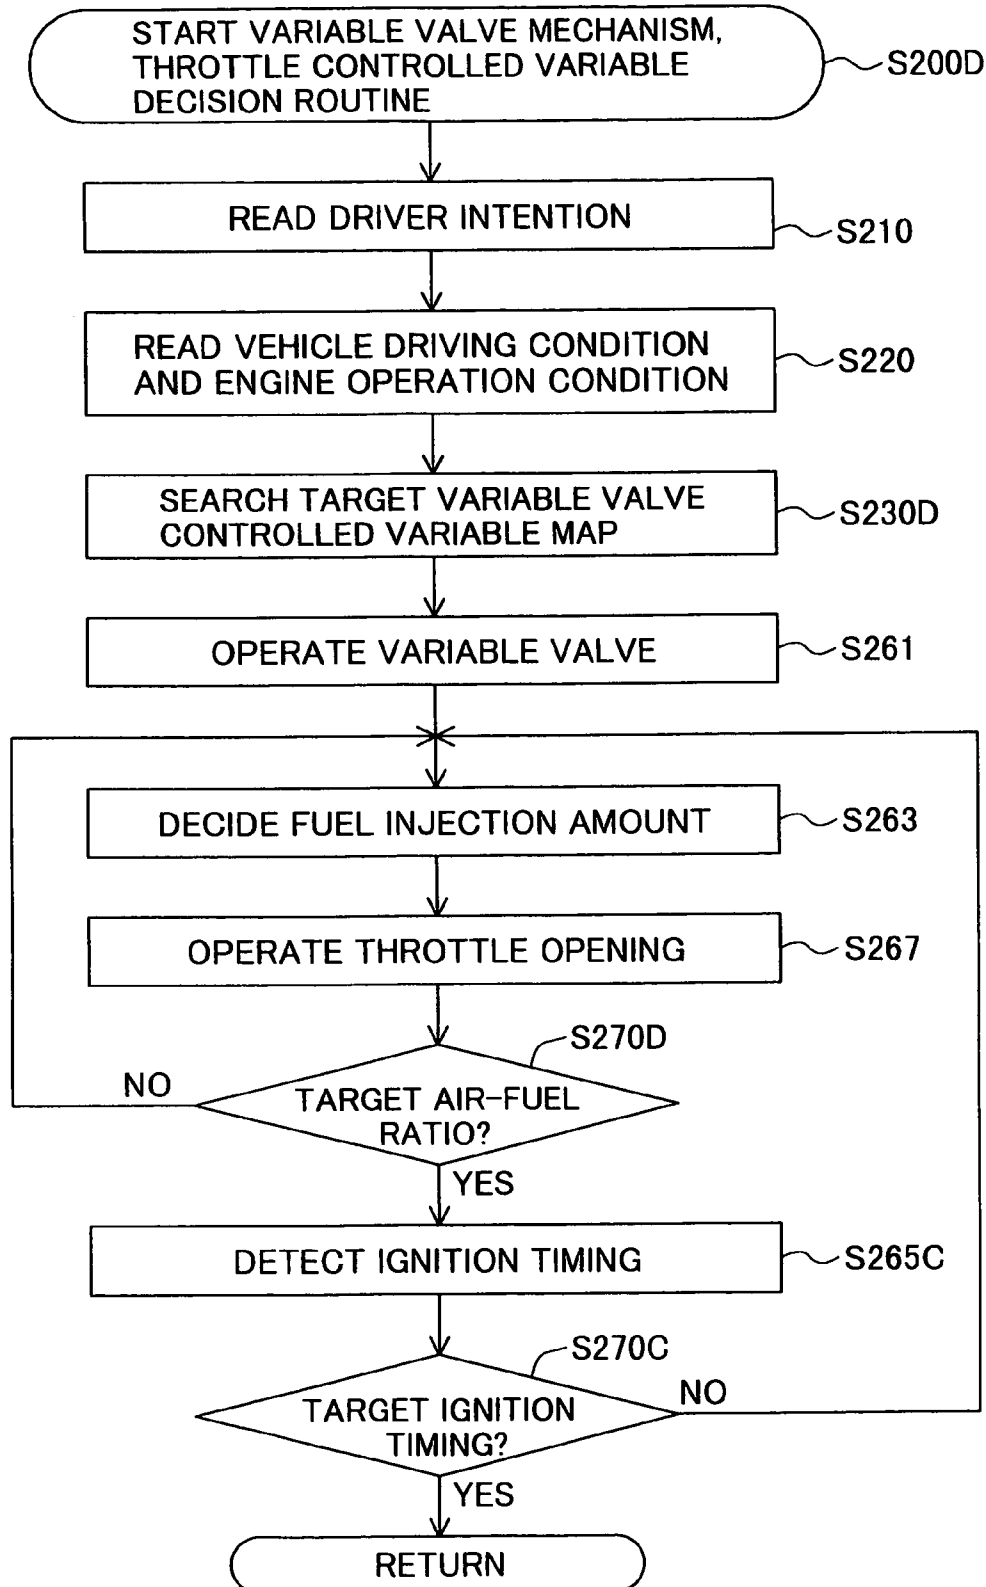 START VARIABLE VALVE MECHANISM,
THROTTLE CONTROLLED VARIABLE
DECISION ROUTINE
S200D
READ DRIVER INTENTION
S210
READ VEHICLE DRIVING CONDITION
AND ENGINE OPERATION CONDITION
S220
SEARCH TARGET VARIABLE VALVE
CONTROLLED VARIABLE MAP
S230D
OPERATE VARIABLE VALVE
S261
DECIDE FUEL INJECTION AMOUNT
S263
OPERATE THROTTLE OPENING
S267
S270D
NO
TARGET AIR-FUEL
RATIO?
YES
DETECT IGNITION TIMING
S265C
S270C
NO
TARGET IGNITION
TIMING?
YES
RETURN